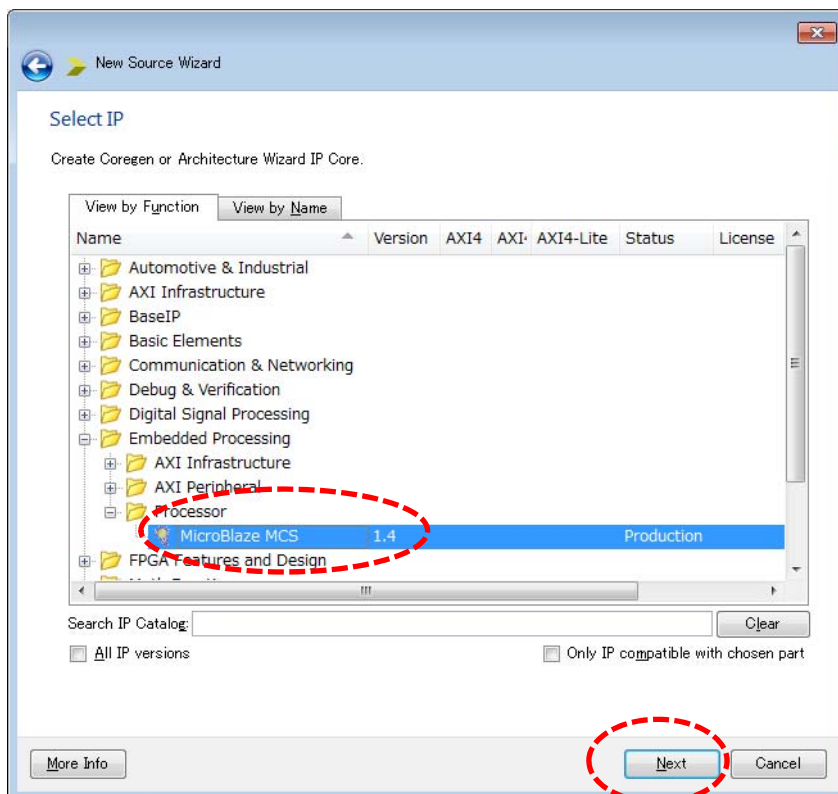 New Source Wizard
Select IP
Create Coregen or Architecture Wizard IP Core.
View by Function
View by Name
Name Version AXI4 AXI‹ AXI4-Lite Status License
Automotive & Industrial
AXI Infrastructure
BaseIP
Basic Elements
Communication & Networking
Debug & Verification
Digital Signal Processing
Embedded Processing
AXI Infrastructure
AXI Peripheral
Processor
MicroBlaze MCS 1.4 Production
FPGA Features and Design
Search IP Catalog: Clear
All IP versions Only IP compatible with chosen part
More Info Next Cancel